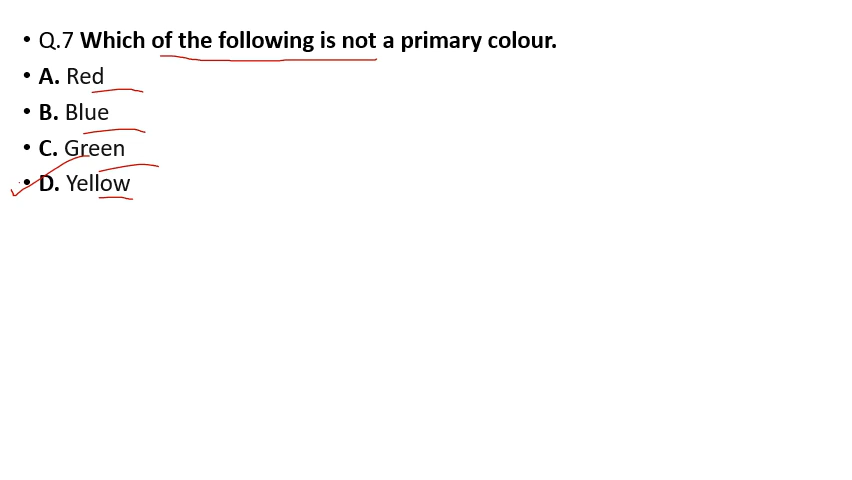 • Q.7 Which of the following is not a primary colour.
• A. Red
• B. Blue
• C. Green
• D. Yellow